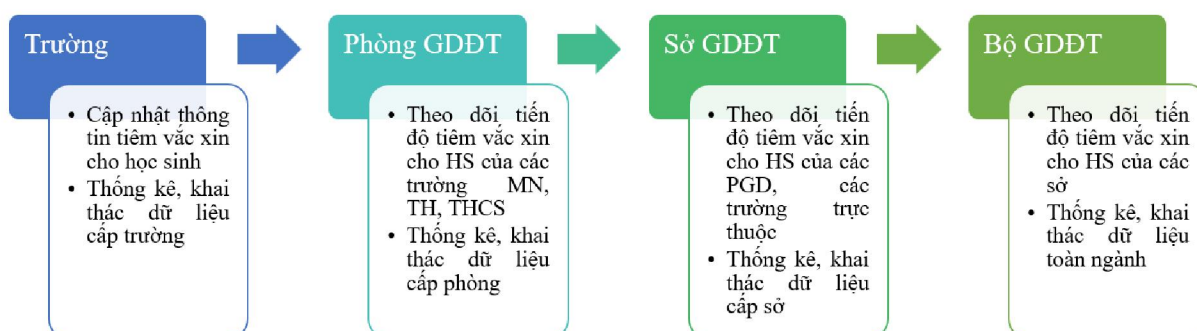 Trường
• Cập nhật thông
tin tiêm vắc xin
cho học sinh
• Thống kê, khai
thác dữ liệu
cấp trường
Phòng GDĐT
• Theo dõi tiến
độ tiêm vắc xin
cho HS của các
trường MN,
TH, THCS
• Thống kê, khai
thác dữ liệu
cấp phòng
Sở GDĐT
• Theo dõi tiến
độ tiêm vắc xin
cho HS của các
PGD, các
trường trực
thuộc
• Thống kê, khai
thác dữ liệu
cấp sở
Bộ GDĐT
• Theo dõi tiến
độ tiêm vắc xin
cho HS của các
sở
• Thống kê, khai
thác dữ liệu
toàn ngành